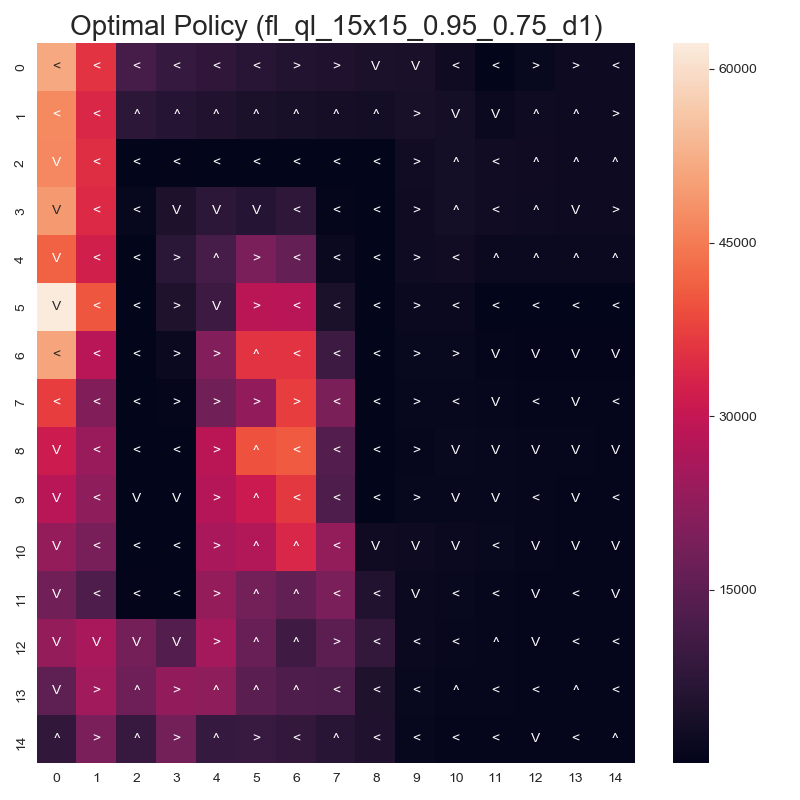 Optimal Policy (fl_ql_15x15_0.95_0.75_d1)
0 < < < < < < > > V V < < > > <
1 < < ^ ^ ^ ^ ^ ^ ^ > V V ^ ^ >
2 V < < < < < < < < > ^ < ^ ^ ^
3 V < < V V V < < < > ^ < ^ V >
4 V < < > ^ > < < < > < ^ ^ ^ ^
5 V < < > V > < < < > < < < < <
6 < < < > > ^ < < < > > V V V V
7 < < < > > > > < < > < V < V <
8 V < < < > ^ < < < > V V V V V
9 V < V V > ^ < < < > V V < V <
10 V < < < > ^ ^ < V V V < V V V
11 V < < < > ^ ^ < < V < < V < V
12 V V V V > ^ ^ > < < < ^ V < <
13 V > ^ > ^ ^ ^ < < < ^ < < ^ <
14 ^ > ^ > ^ > < ^ < < < < V < ^
0 1 2 3 4 5 6 7 8 9 10 11 12 13 14
60000
45000
30000
15000